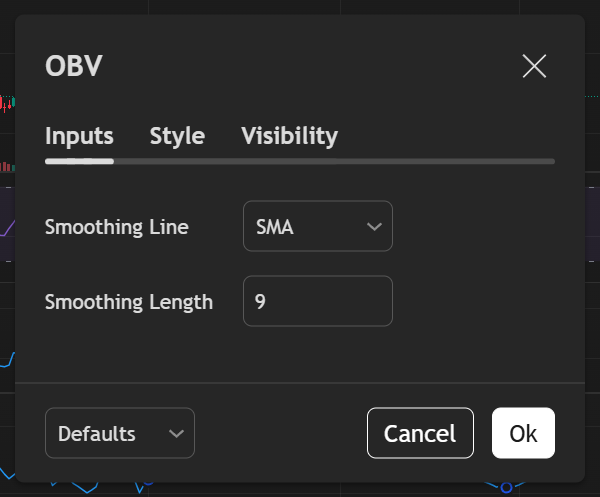 OBV
Inputs Style Visibility
Smoothing Line SMA
Smoothing Length 9
Defaults Cancel Ok